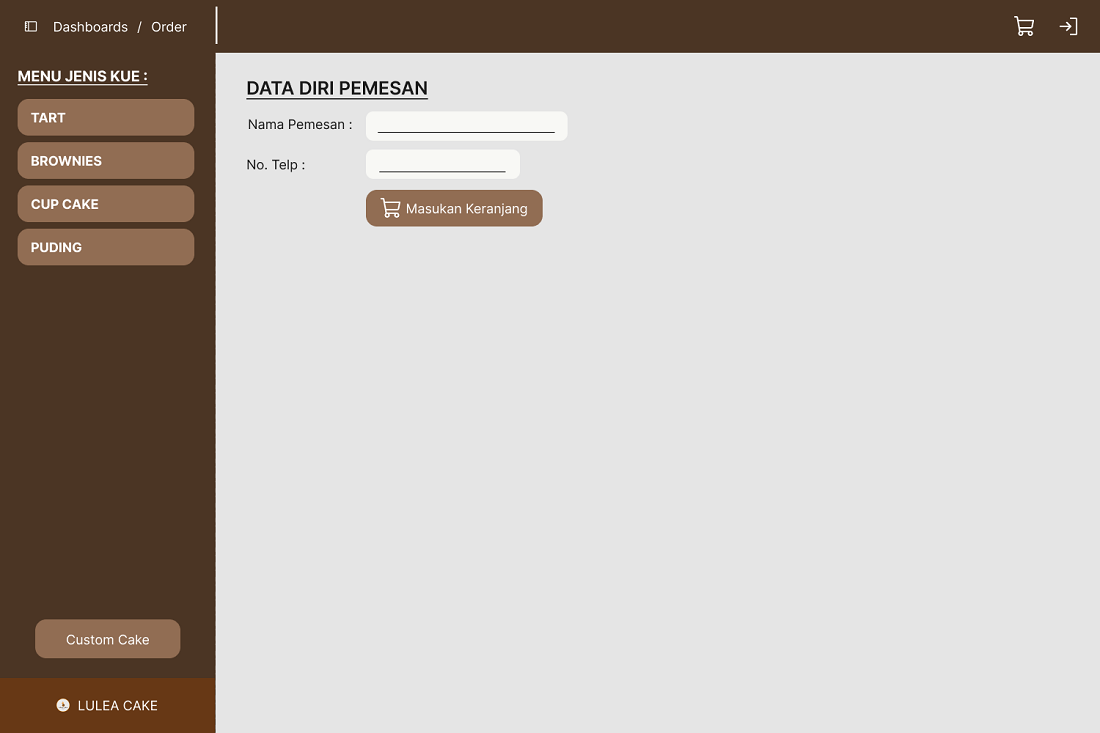 Dashboards / Order
MENU JENIS KUE :
TART
BROWNIES
CUP CAKE
PUDING
Custom Cake
LULEA CAKE
DATA DIRI PEMESAN
Nama Pemesan :
No. Telp :
Masukan Keranjang